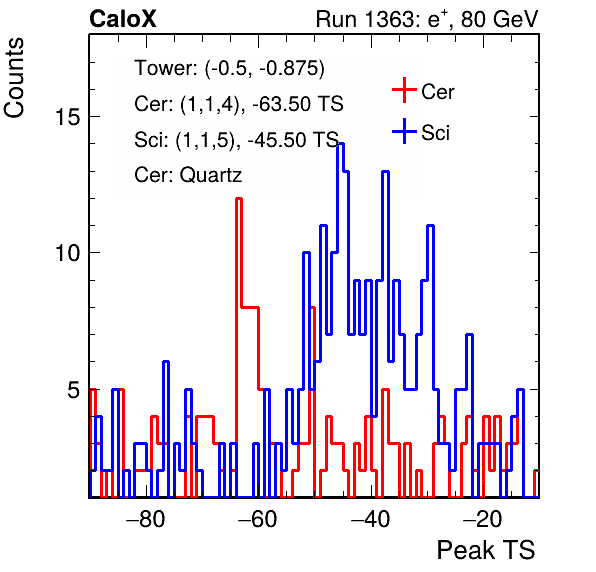 CaloX Run 1363: e⁺, 80 GeV
Counts
Tower: (-0.5, -0.875)
Cer: (1,1,4), -63.50 TS
Sci: (1,1,5), -45.50 TS
Cer: Quartz
Cer
Sci
15
10
5
−80 −60 −40 −20
Peak TS